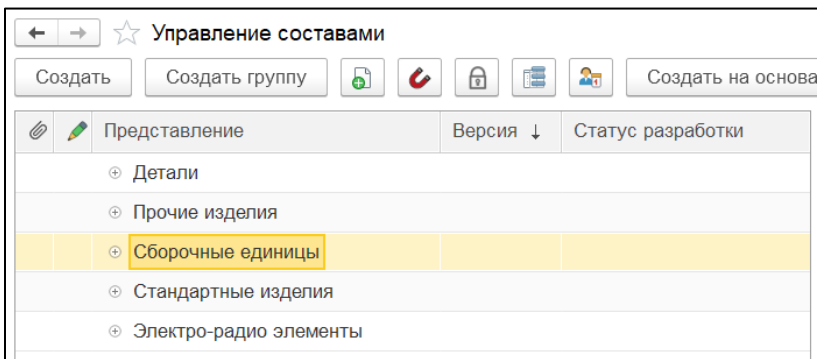 Управление составами
Создать Создать группу Создать на основа
Представление Версия ↓ Статус разработки
Детали
Прочие изделия
Сборочные единицы
Стандартные изделия
Электро-радио элементы